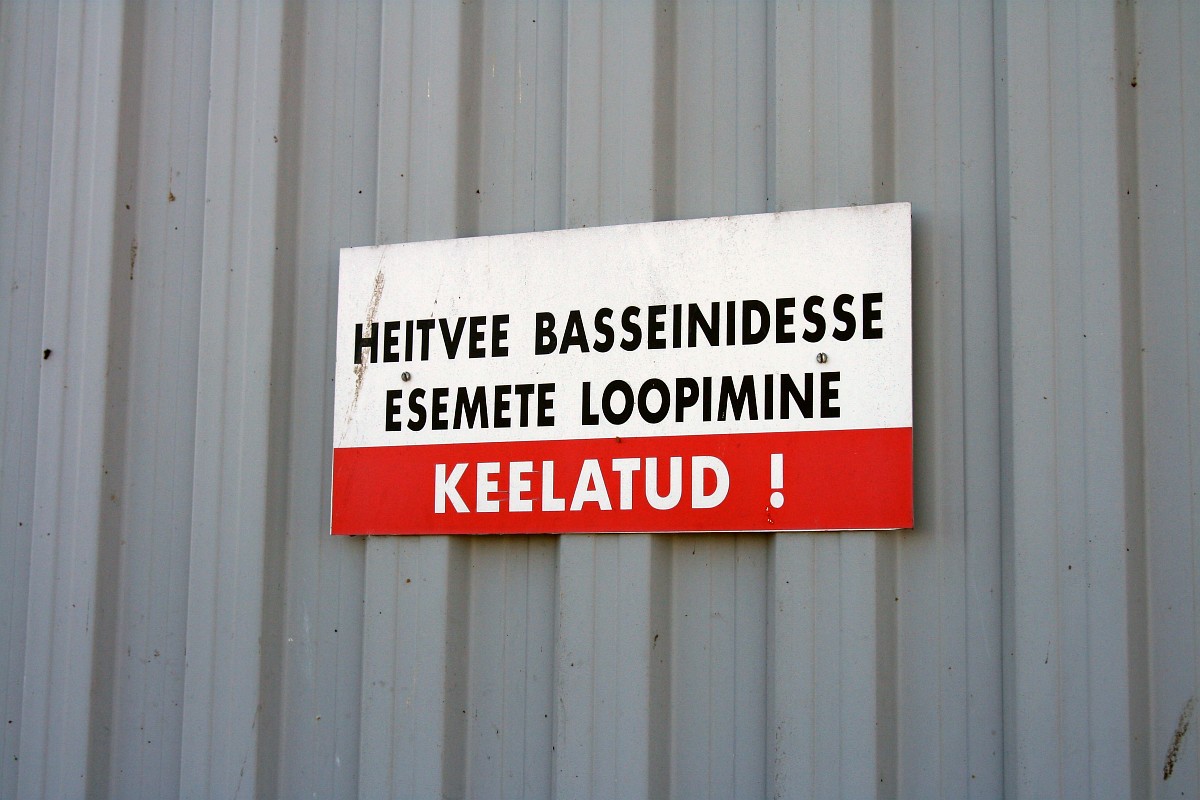 HEITVEE BASSEINIDESSE
ESEMETE LOOPIMINE
KEELATUD !